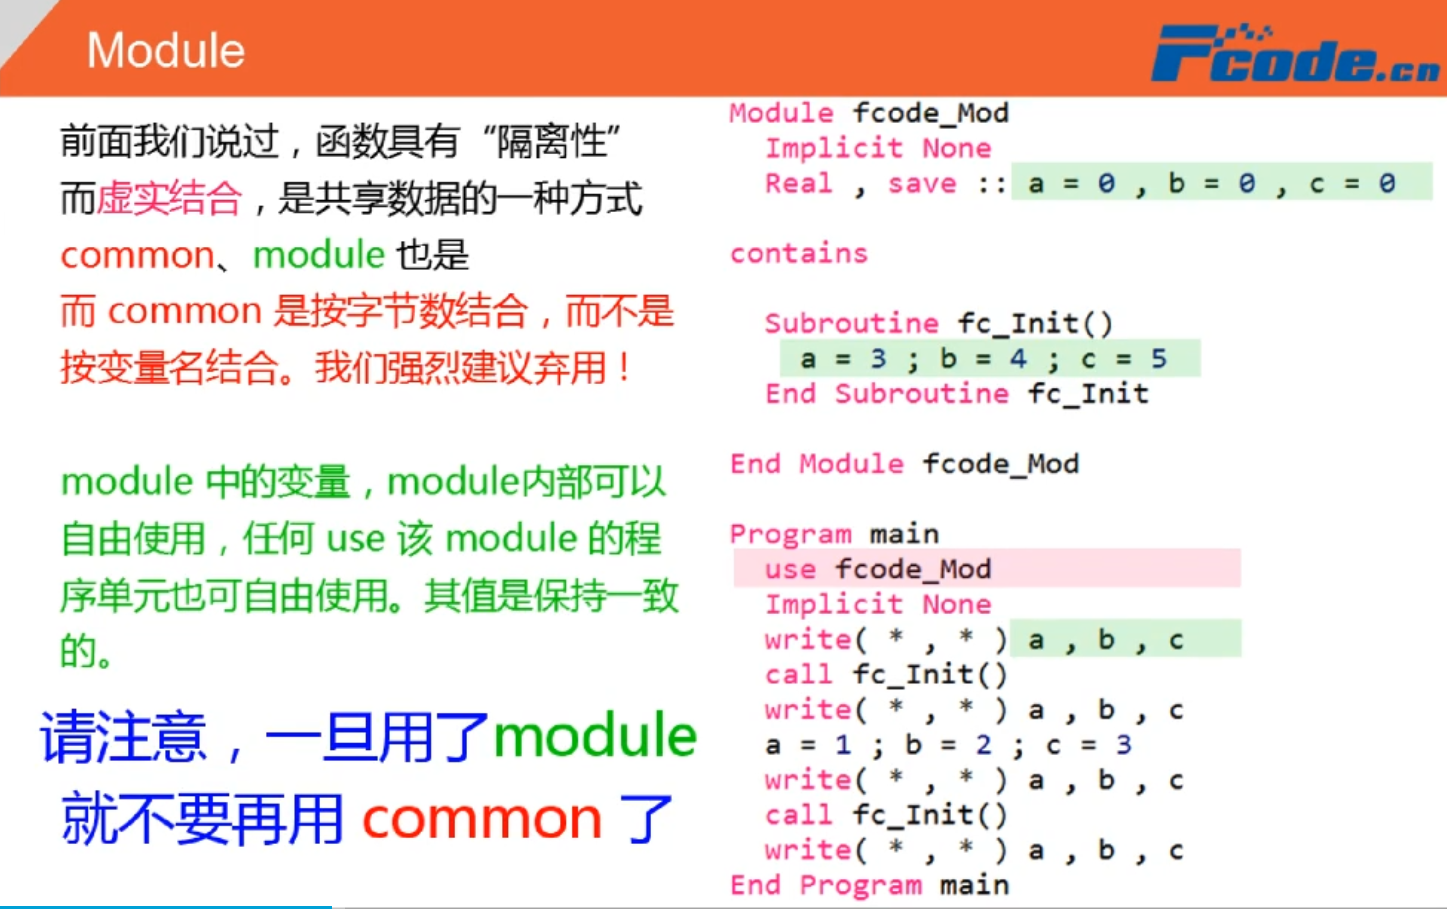 Module
Fcode.cn
前面我们说过，函数具有“隔离性”
而虚实结合，是共享数据的一种方式
common、module 也是
而 common 是按字节数结合，而不是
按变量名结合。我们强烈建议弃用！
module 中的变量，module内部可以
自由使用，任何 use 该 module 的程
序单元也可自由使用。其值是保持一致
的。
请注意，一旦用了module
就不要再用 common 了
Module fcode_Mod
Implicit None
Real , save :: a = 0 , b = 0 , c = 0
contains
Subroutine fc_Init()
a = 3 ; b = 4 ; c = 5
End Subroutine fc_Init
End Module fcode_Mod
Program main
use fcode_Mod
Implicit None
write( * , * ) a , b , c
call fc_Init()
write( * , * ) a , b , c
a = 1 ; b = 2 ; c = 3
write( * , * ) a , b , c
call fc_Init()
write( * , * ) a , b , c
End Program main